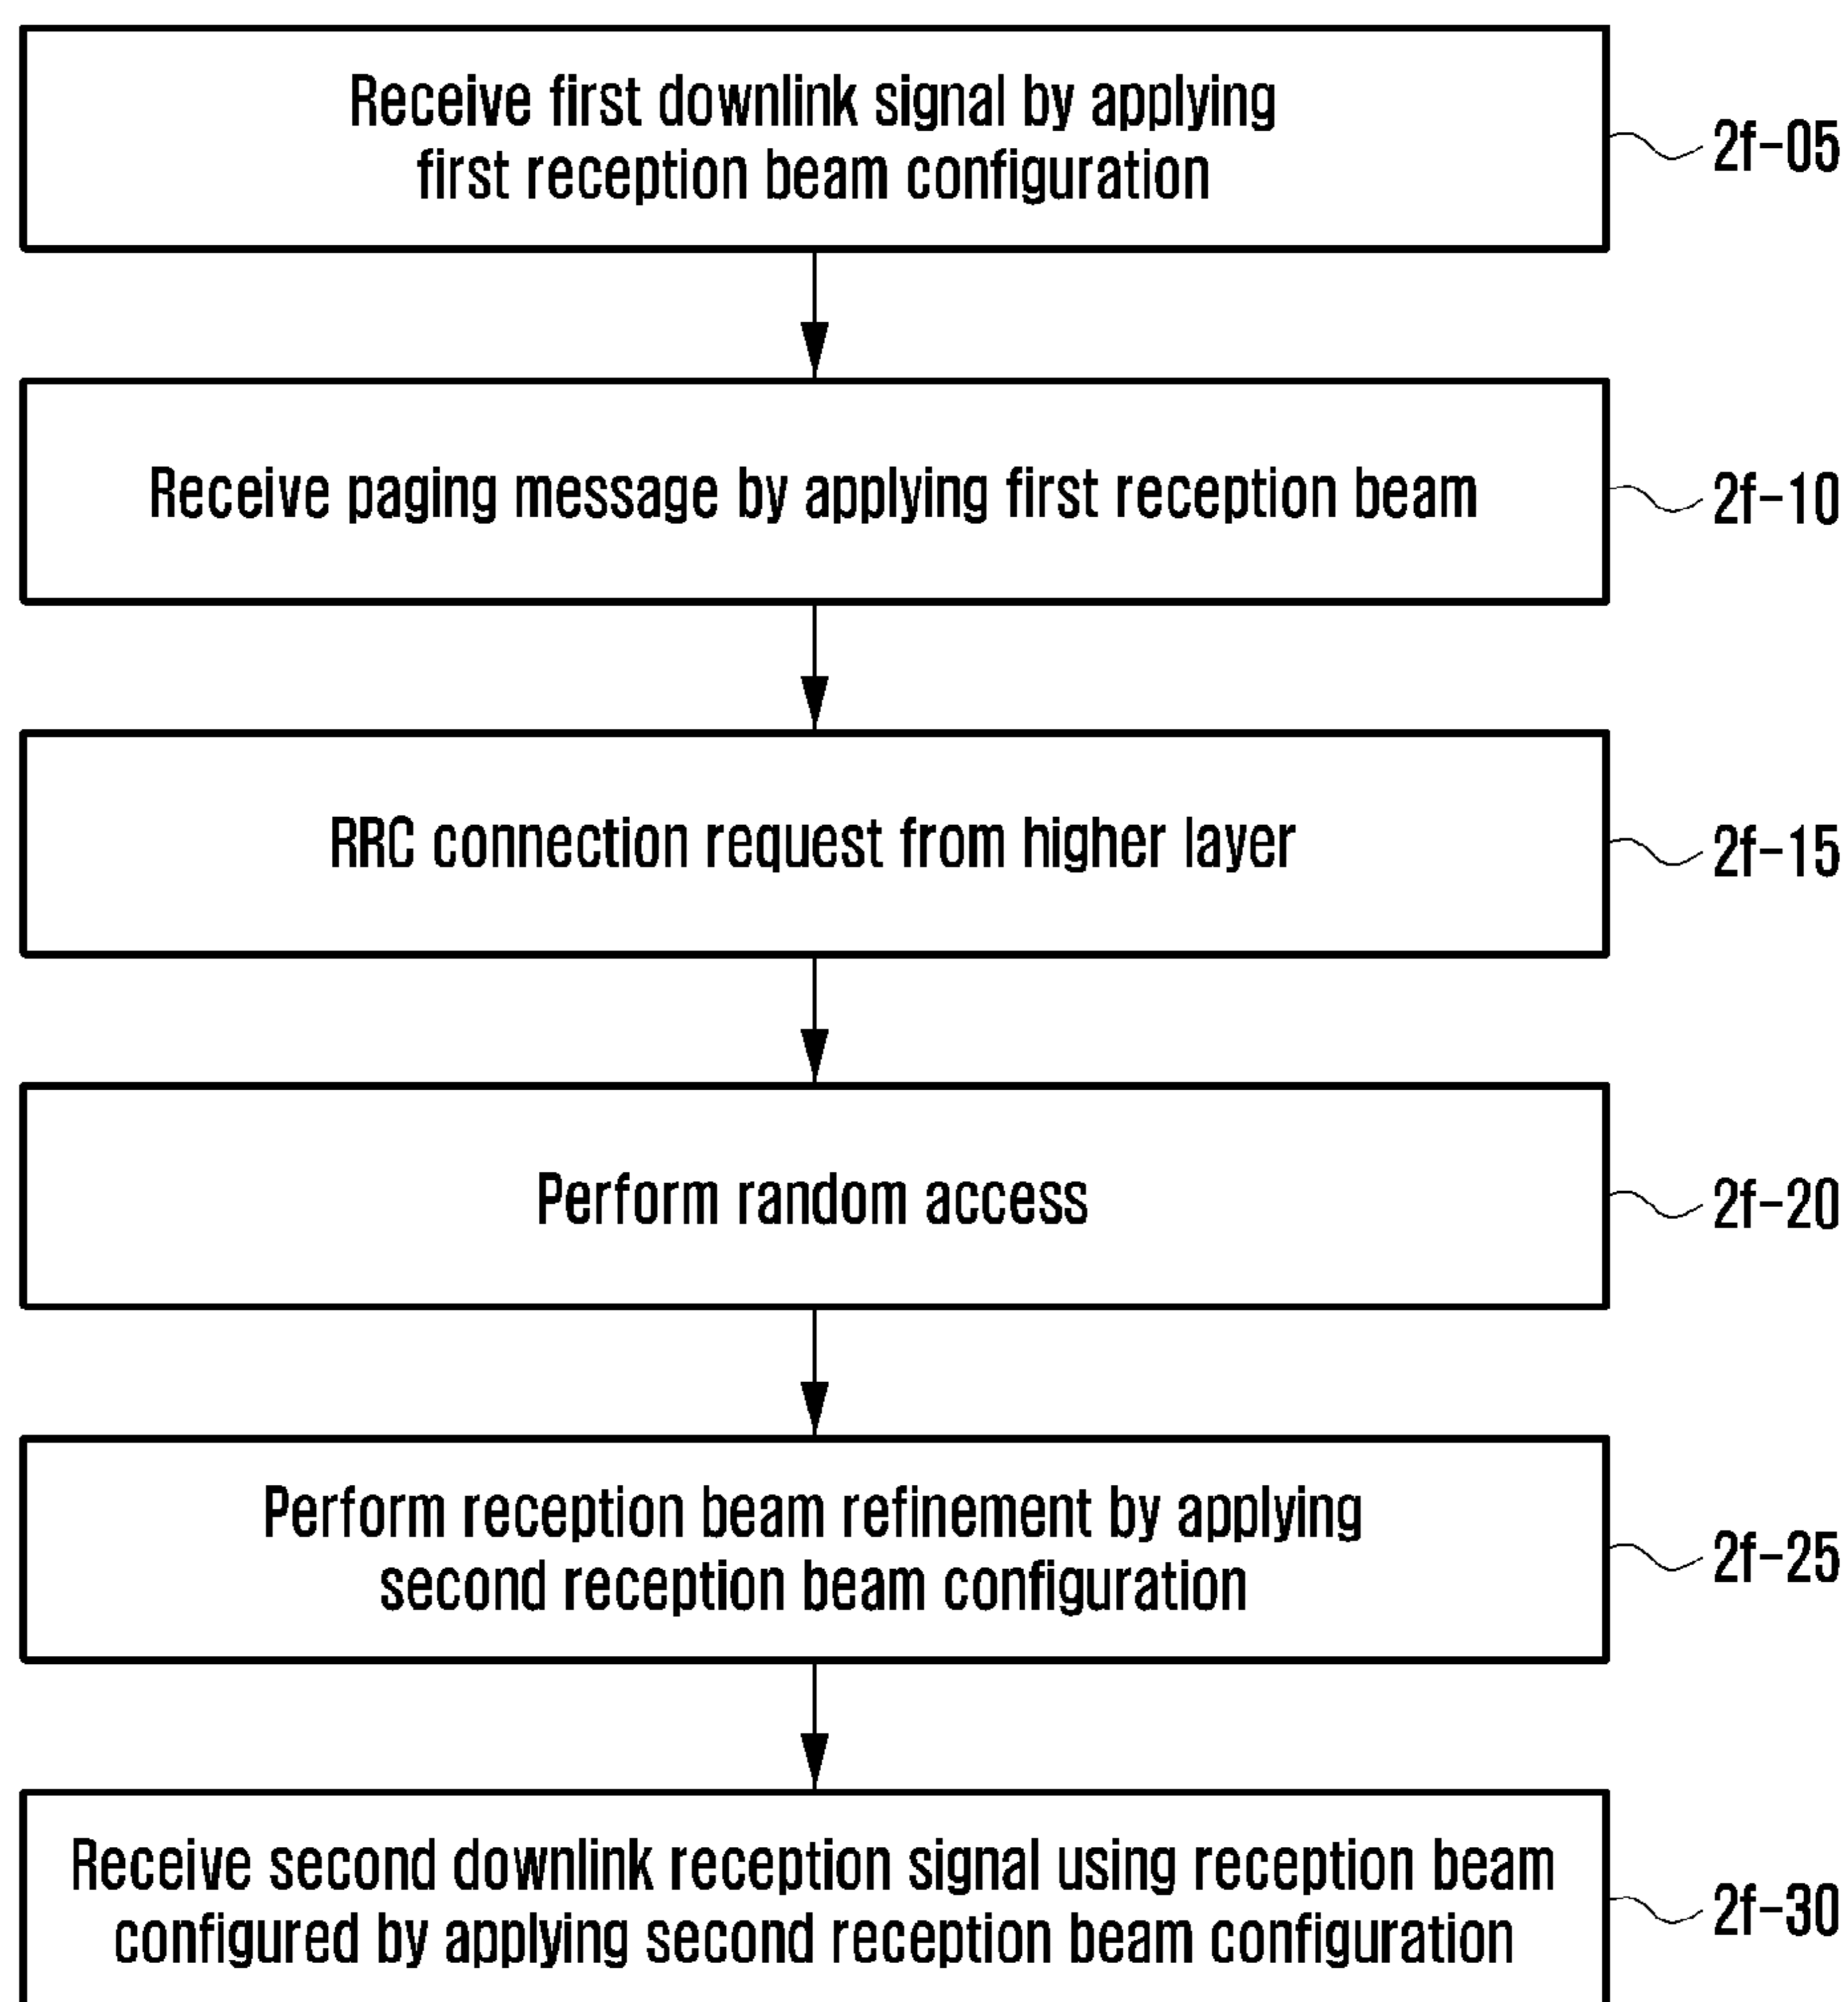 Receive first downlink signal by applying
first reception beam configuration
2f-05
Receive paging message by applying first reception beam
2f-10
RRC connection request from higher layer
2f-15
Perform random access
2f-20
Perform reception beam refinement by applying
second reception beam configuration
2f-25
Receive second downlink reception signal using reception beam
configured by applying second reception beam configuration
2f-30